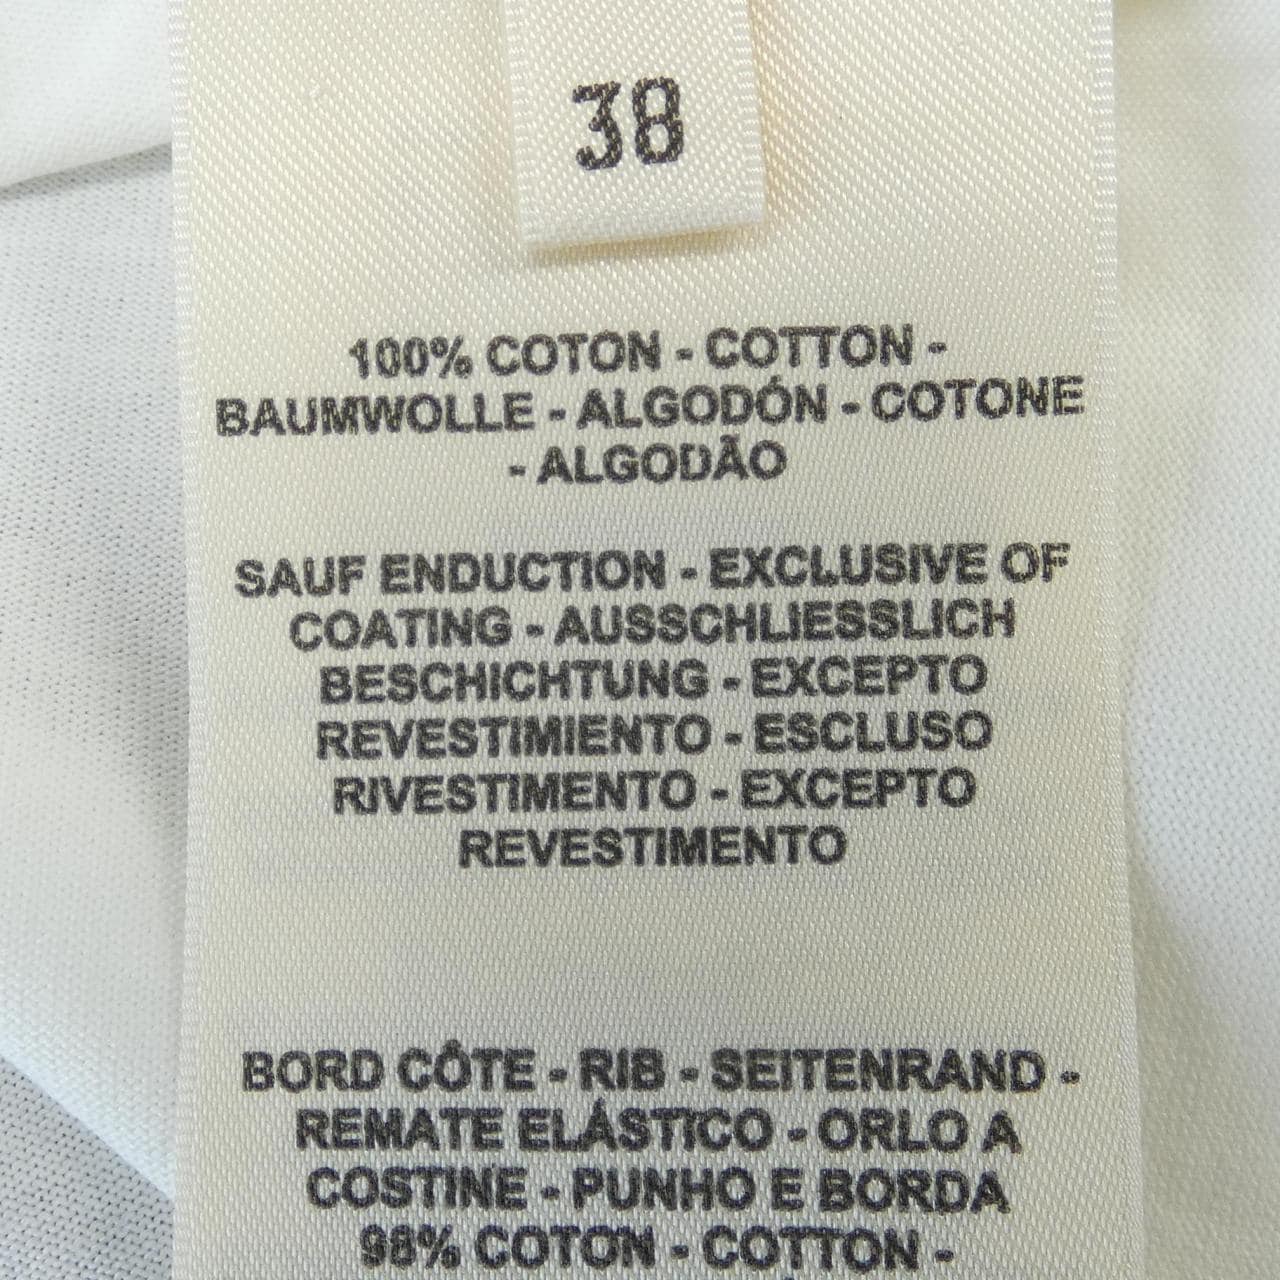 38
100% COTON - COTTON -
BAUMWOLLE - ALGODÓN - COTONE
- ALGODÃO
SAUF ENDUCTION - EXCLUSIVE OF
COATING - AUSSCHLIESSLICH
BESCHICHTUNG - EXCEPTO
REVESTIMIENTO - ESCLUSO
RIVESTIMENTO - EXCEPTO
REVESTIMENTO
BORD CÔTE - RIB - SEITENRAND -
REMATE ELÁSTICO - ORLO A
COSTINE - PUNHO E BORDA
98% COTON - COTTON -